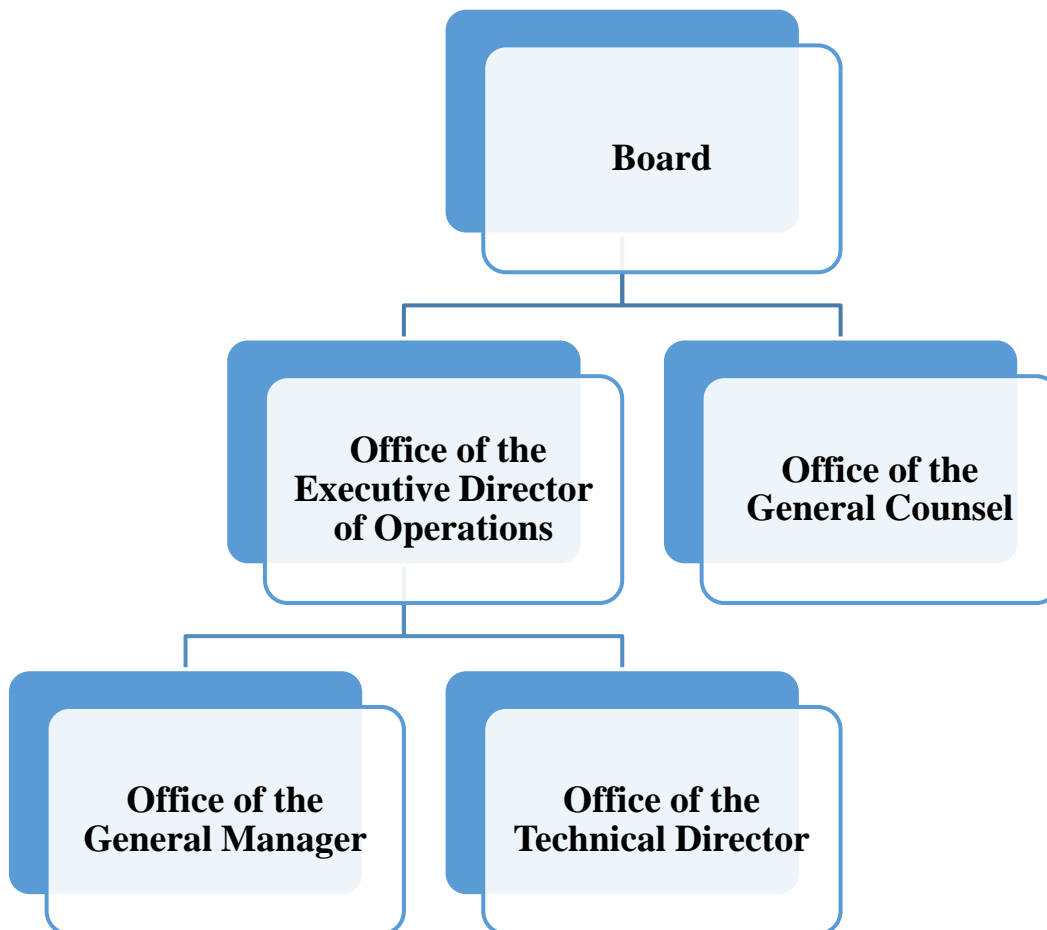 Board
Office of the
Executive Director
of Operations
Office of the
General Counsel
Office of the
General Manager
Office of the
Technical Director